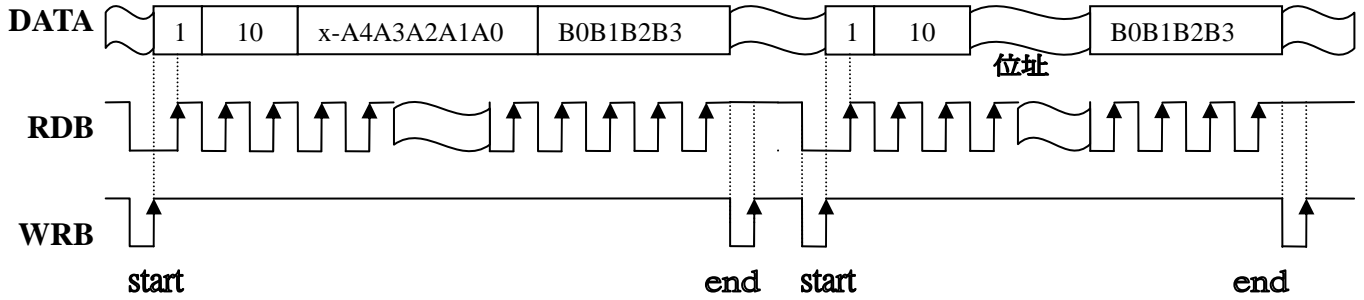 DATA 1 10 x-A4A3A2A1A0 B0B1B2B3 1 10 B0B1B2B3
位址
RDB
WRB
start end start end